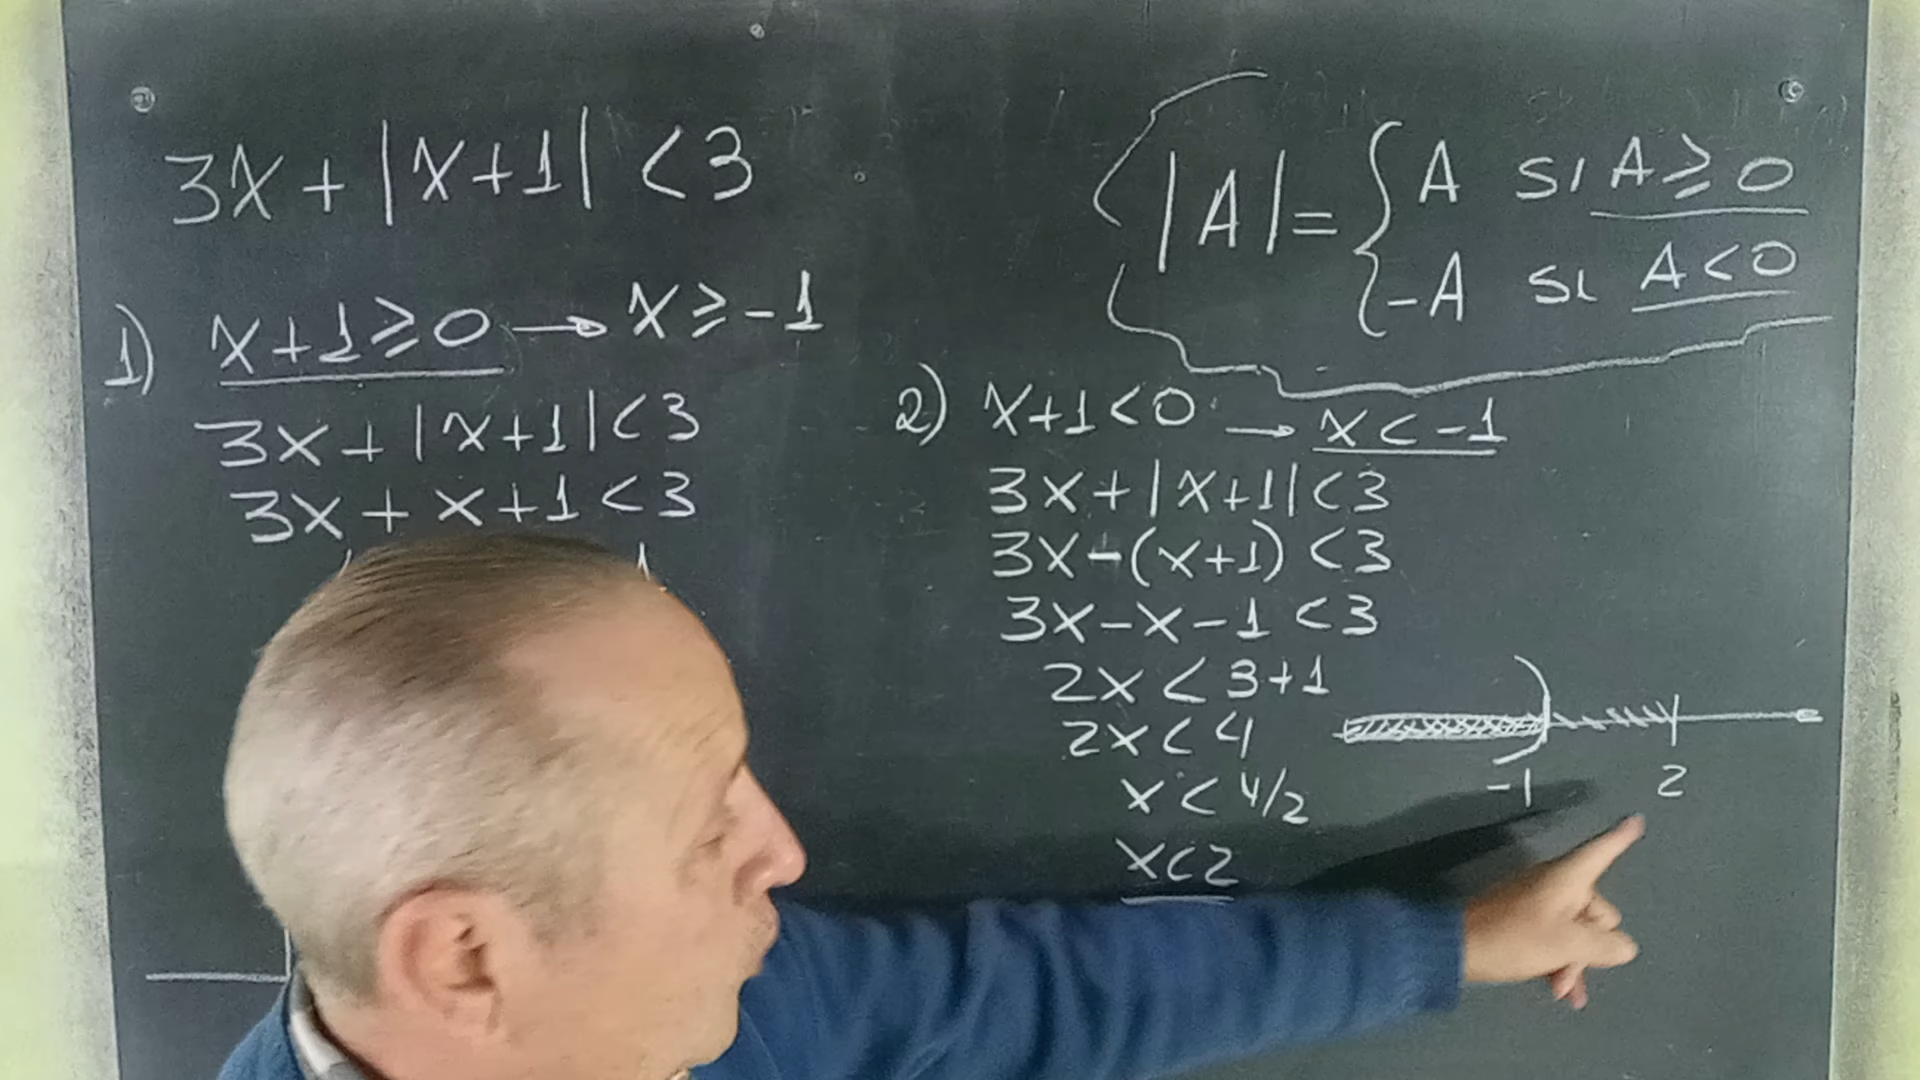 3x + |x+1| < 3
|A| = { A si A ≥ 0
-A si A < 0
1) x+1 ≥ 0 → x ≥ -1
3x + |x+1| < 3
3x + x+1 < 3
2) x+1 < 0 → x < -1
3x + |x+1| < 3
3x - (x+1) < 3
3x - x - 1 < 3
2x < 3+1
2x < 4
x < 4/2
x < 2
-1 2